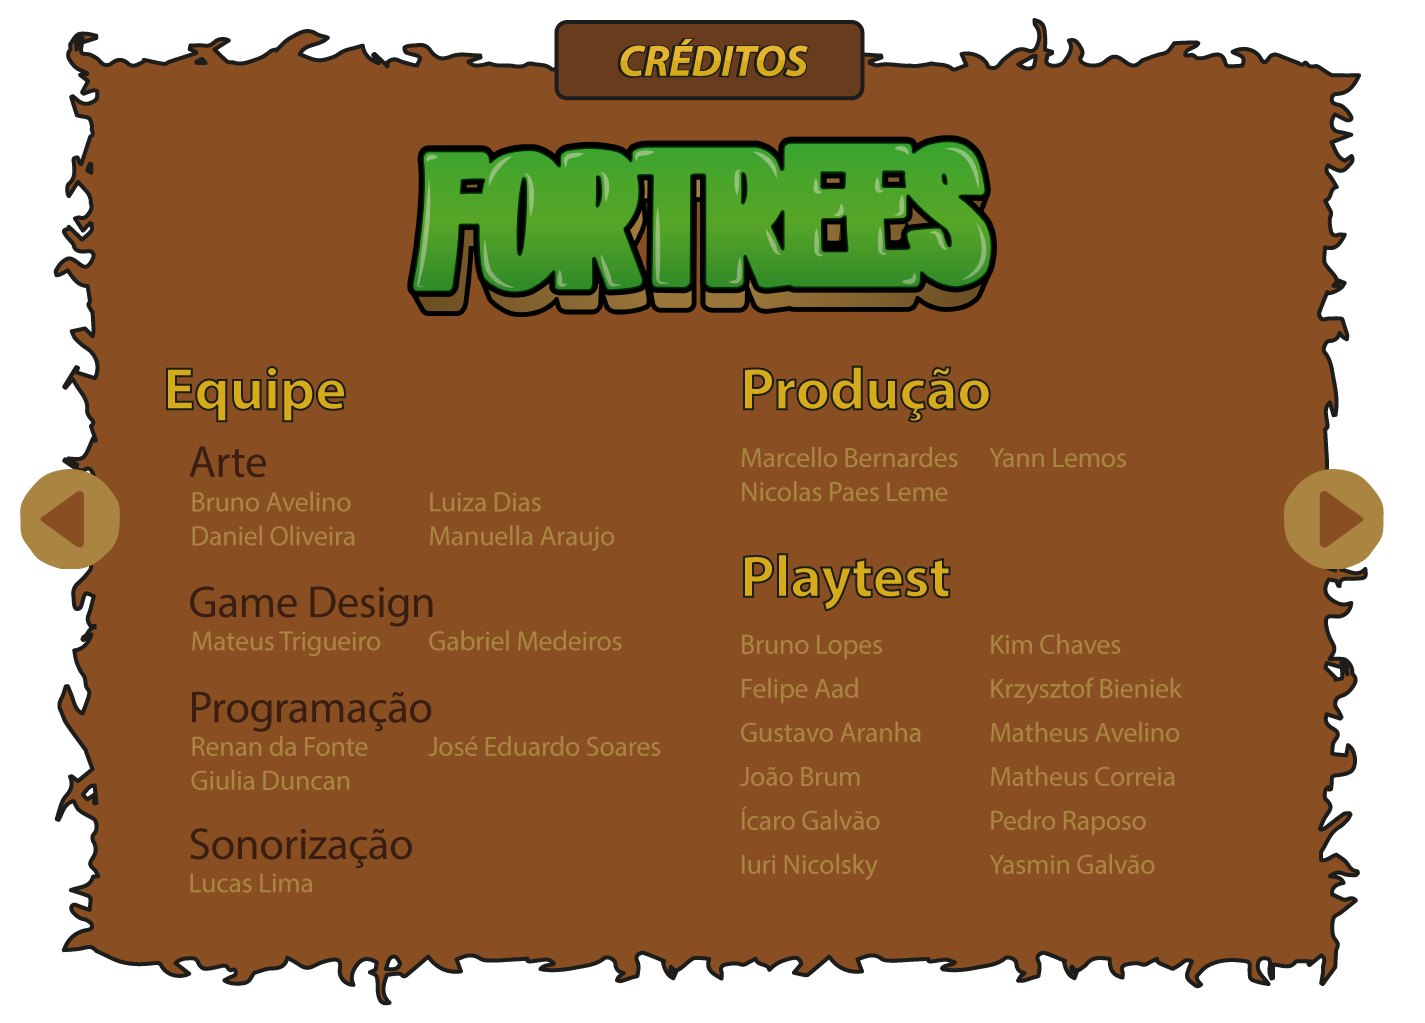 CRÉDITOS
FORTREES
Equipe
Arte
Bruno Avelino Luiza Dias
Daniel Oliveira Manuella Araujo
Game Design
Mateus Trigueiro Gabriel Medeiros
Programação
Renan da Fonte José Eduardo Soares
Giulia Duncan
Sonorização
Lucas Lima
Produção
Marcello Bernardes Yann Lemos
Nicolas Paes Leme
Playtest
Bruno Lopes Kim Chaves
Felipe Aad Krzysztof Bieniek
Gustavo Aranha Matheus Avelino
João Brum Matheus Correia
Ícaro Galvão Pedro Raposo
Iuri Nicolsky Yasmin Galvão